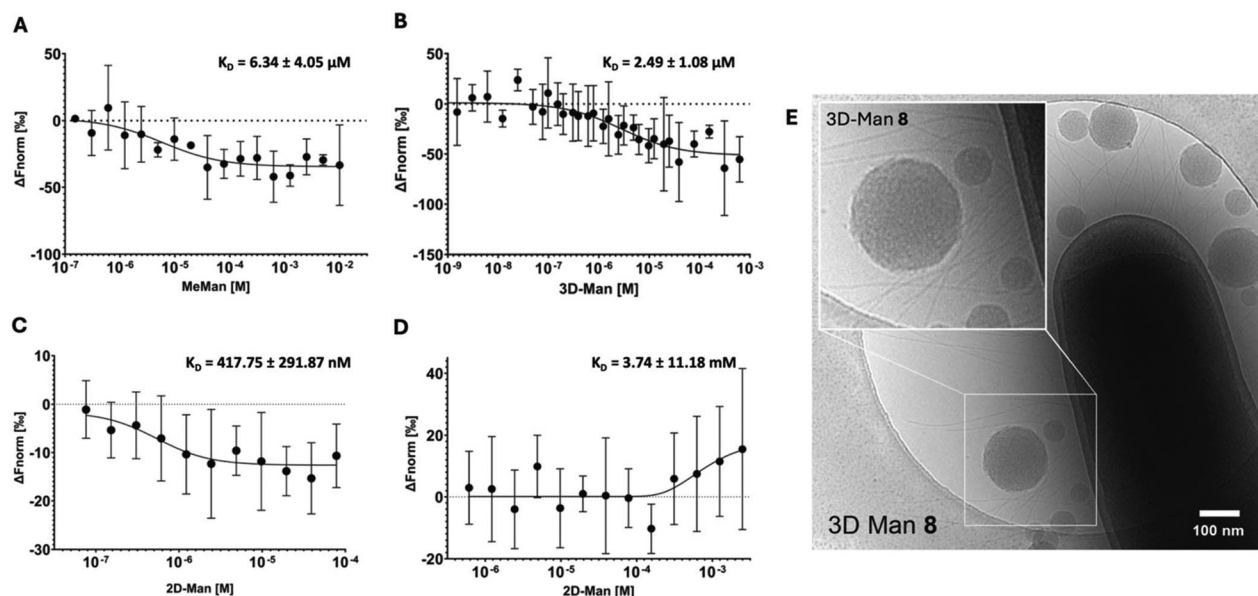 A
K_D = 6.34 ± 4.05 μM
50
0
-50
-100
ΔFnorm [‰]
10⁻⁷ 10⁻⁶ 10⁻⁵ 10⁻⁴ 10⁻³ 10⁻²
MeMan [M]
B
K_D = 2.49 ± 1.08 μM
50
0
-50
-100
-150
ΔFnorm [‰]
10⁻⁹ 10⁻⁸ 10⁻⁷ 10⁻⁶ 10⁻⁵ 10⁻⁴ 10⁻³
3D-Man [M]
C
K_D = 417.75 ± 291.87 nM
10
0
-10
-20
-30
ΔFnorm [‰]
10⁻⁷ 10⁻⁶ 10⁻⁵ 10⁻⁴
2D-Man [M]
D
K_D = 3.74 ± 11.18 mM
40
20
0
-20
ΔFnorm [‰]
10⁻⁶ 10⁻⁵ 10⁻⁴ 10⁻³
2D-Man [M]
E
3D-Man 8
3D Man 8
100 nm